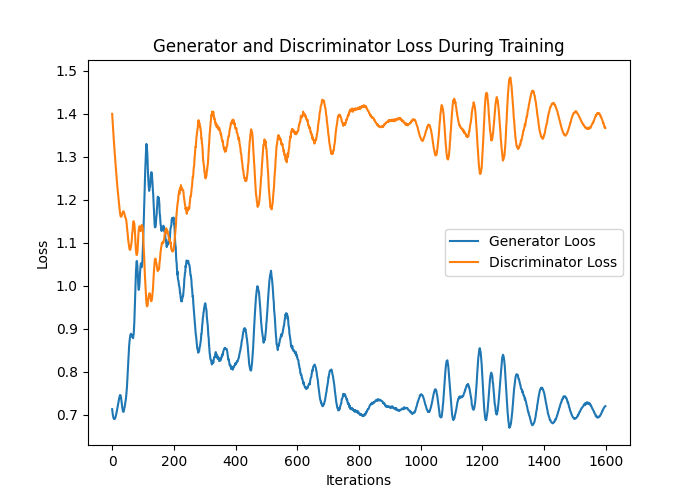 Generator and Discriminator Loss During Training
1.5
1.4
1.3
1.2
1.1
1.0
0.9
0.8
0.7
Loss
Generator Loos
Discriminator Loss
0 200 400 600 800 1000 1200 1400 1600
Iterations